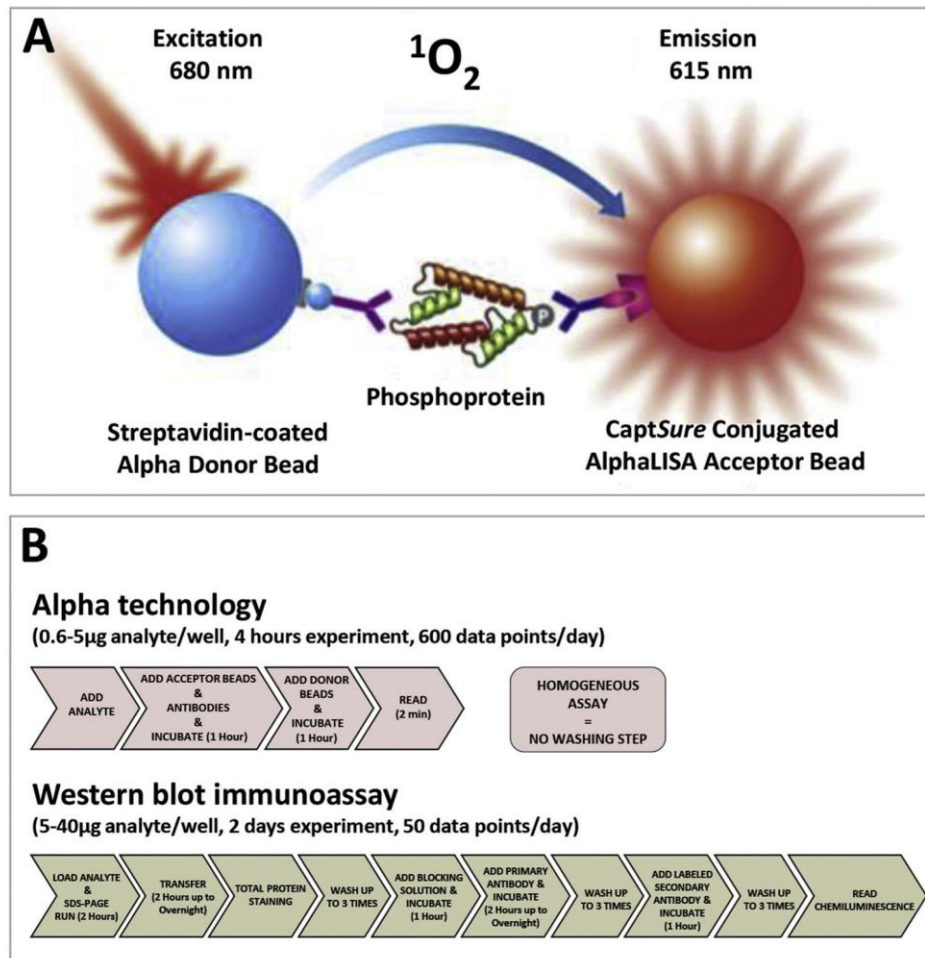 A
Excitation
680 nm
¹O₂
Emission
615 nm
P
Phosphoprotein
Streptavidin-coated
Alpha Donor Bead
CaptSure Conjugated
AlphaLISA Acceptor Bead
B
Alpha technology
(0.6-5µg analyte/well, 4 hours experiment, 600 data points/day)
ADD
ANALYTE
ADD ACCEPTOR BEADS
&
ANTIBODIES
&
INCUBATE (1 Hour)
ADD DONOR
BEADS
&
INCUBATE
(1 Hour)
READ
(2 min)
HOMOGENEOUS
ASSAY
=
NO WASHING STEP
Western blot immunoassay
(5-40µg analyte/well, 2 days experiment, 50 data points/day)
LOAD ANALYTE
&
SDS-PAGE
RUN (2 Hours)
TRANSFER
(2 Hours up to
Overnight)
TOTAL PROTEIN
STAINING
WASH UP
TO 3 TIMES
ADD BLOCKING
SOLUTION &
INCUBATE
(1 Hour)
ADD PRIMARY
ANTIBODY &
INCUBATE
(2 Hours up to
Overnight)
WASH UP
TO 3 TIMES
ADD LABELED
SECONDARY
ANTIBODY &
INCUBATE
(1 Hour)
WASH UP
TO 3 TIMES
READ
CHEMILUMINESCENCE